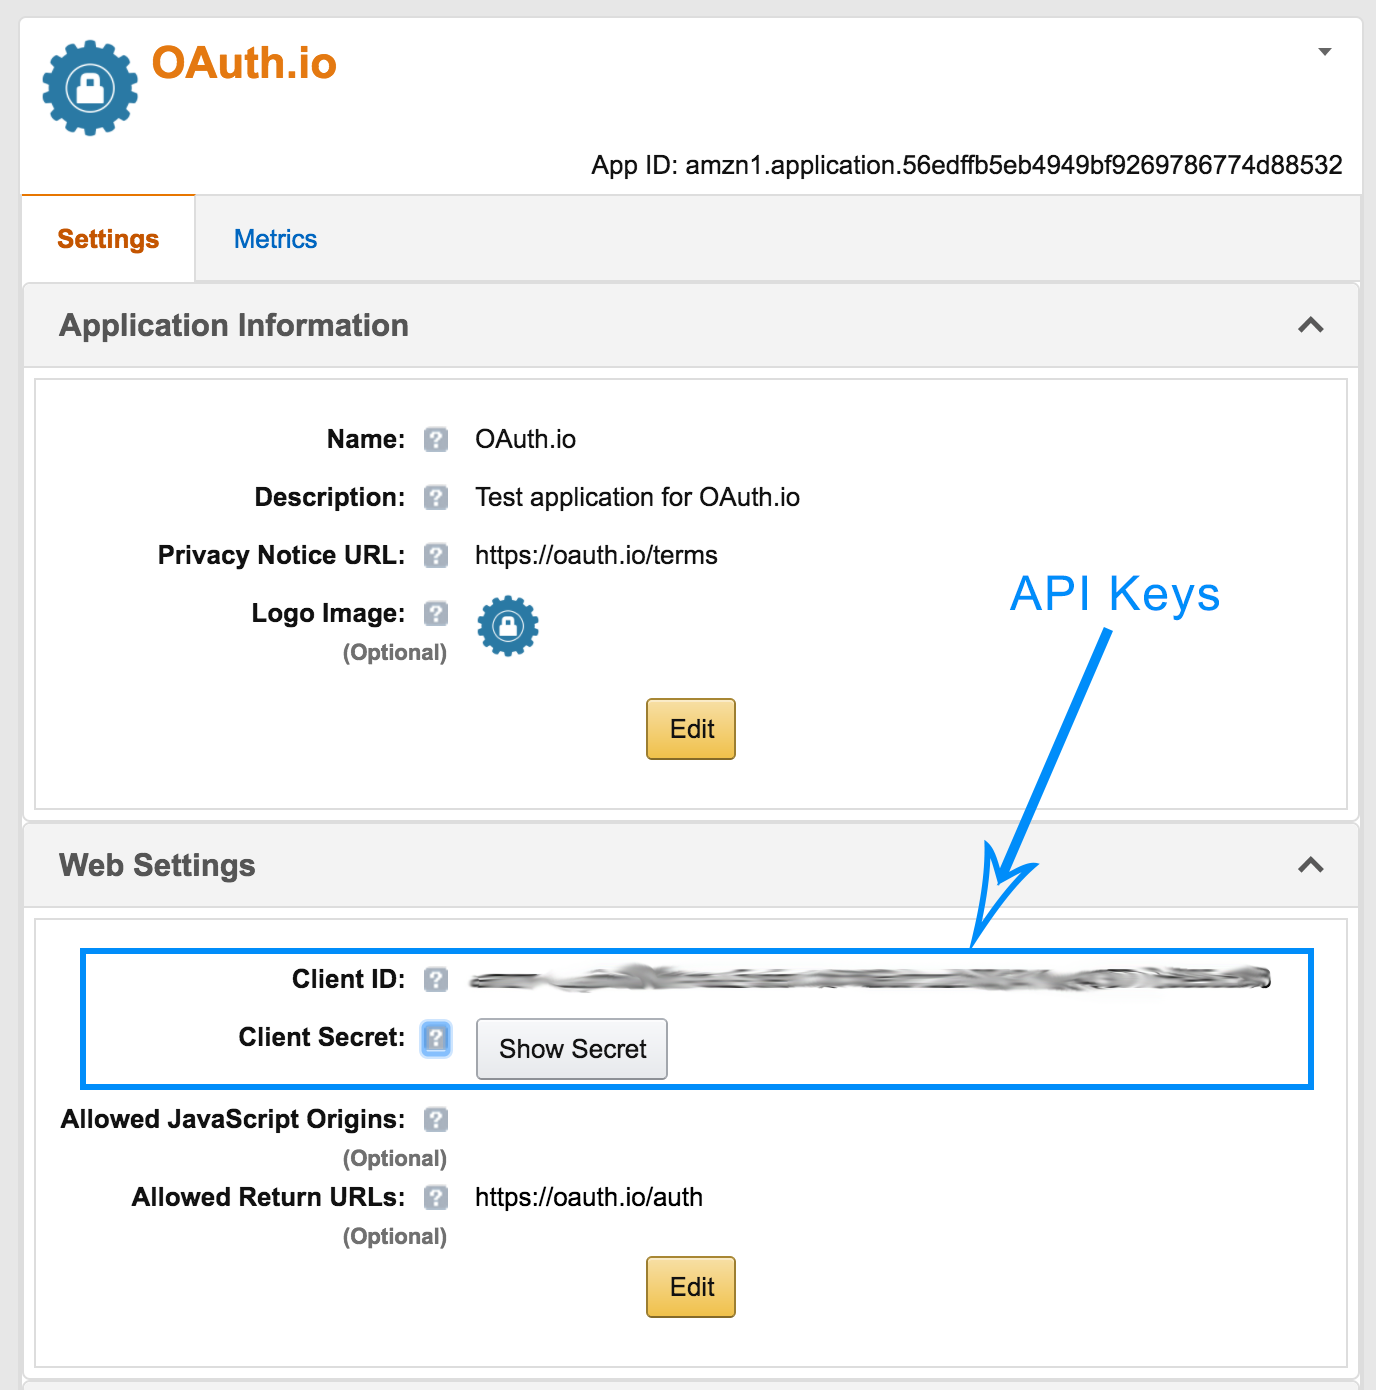 OAuth.io
App ID: amzn1.application.56edffb5eb4949bf9269786774d88532
Settings Metrics
Application Information
Name: ? OAuth.io
Description: ? Test application for OAuth.io
Privacy Notice URL: ? https://oauth.io/terms
API Keys
Logo Image: ?
(Optional)
Edit
Web Settings
Client ID: ?
Client Secret: ? Show Secret
Allowed JavaScript Origins: ?
(Optional)
Allowed Return URLs: ? https://oauth.io/auth
(Optional)
Edit